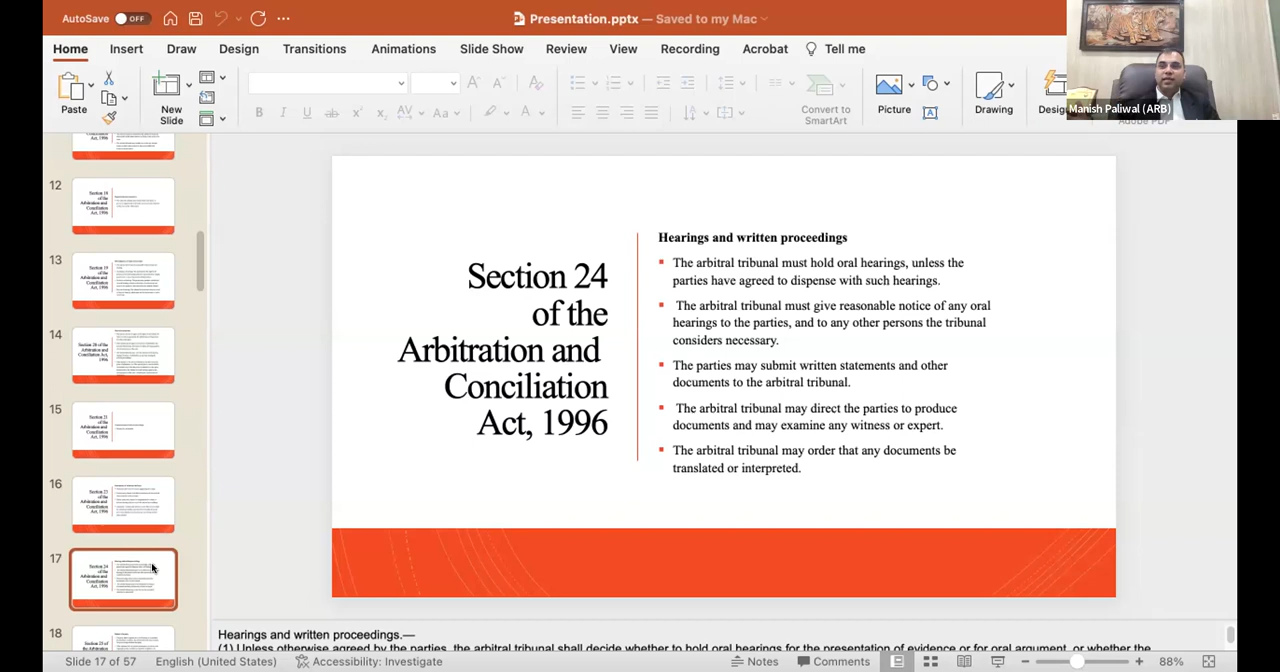 AutoSave OFF
Presentation.pptx — Saved to my Mac
Home Insert Draw Design Transitions Animations Slide Show Review View Recording Acrobat Tell me
Paste
New
Slide
B I U ab x
AV Aa A
Convert to
SmartArt
Picture
Drawing
Manish Paliwal (ARB)
12
13
14
15
16
17
18
Section 24
of the
Arbitration and
Conciliation
Act, 1996
Hearings and written proceedings
The arbitral tribunal must hold oral hearings, unless the
parties have agreed to dispense with such hearings.
The arbitral tribunal must give reasonable notice of any oral
hearings to the parties, and to any other persons the tribunal
considers necessary.
The parties may submit written statements and other
documents to the arbitral tribunal.
The arbitral tribunal may direct the parties to produce
documents and may examine any witness or expert.
The arbitral tribunal may order that any documents be
translated or interpreted.
Hearings and written proceedings.—
(1) Unless otherwise agreed by the parties, the arbitral tribunal shall decide whether to hold oral hearings for the presentation of evidence or for oral argument, or whether the
Slide 17 of 57 English (United States) Accessibility: Investigate Notes Comments 88%